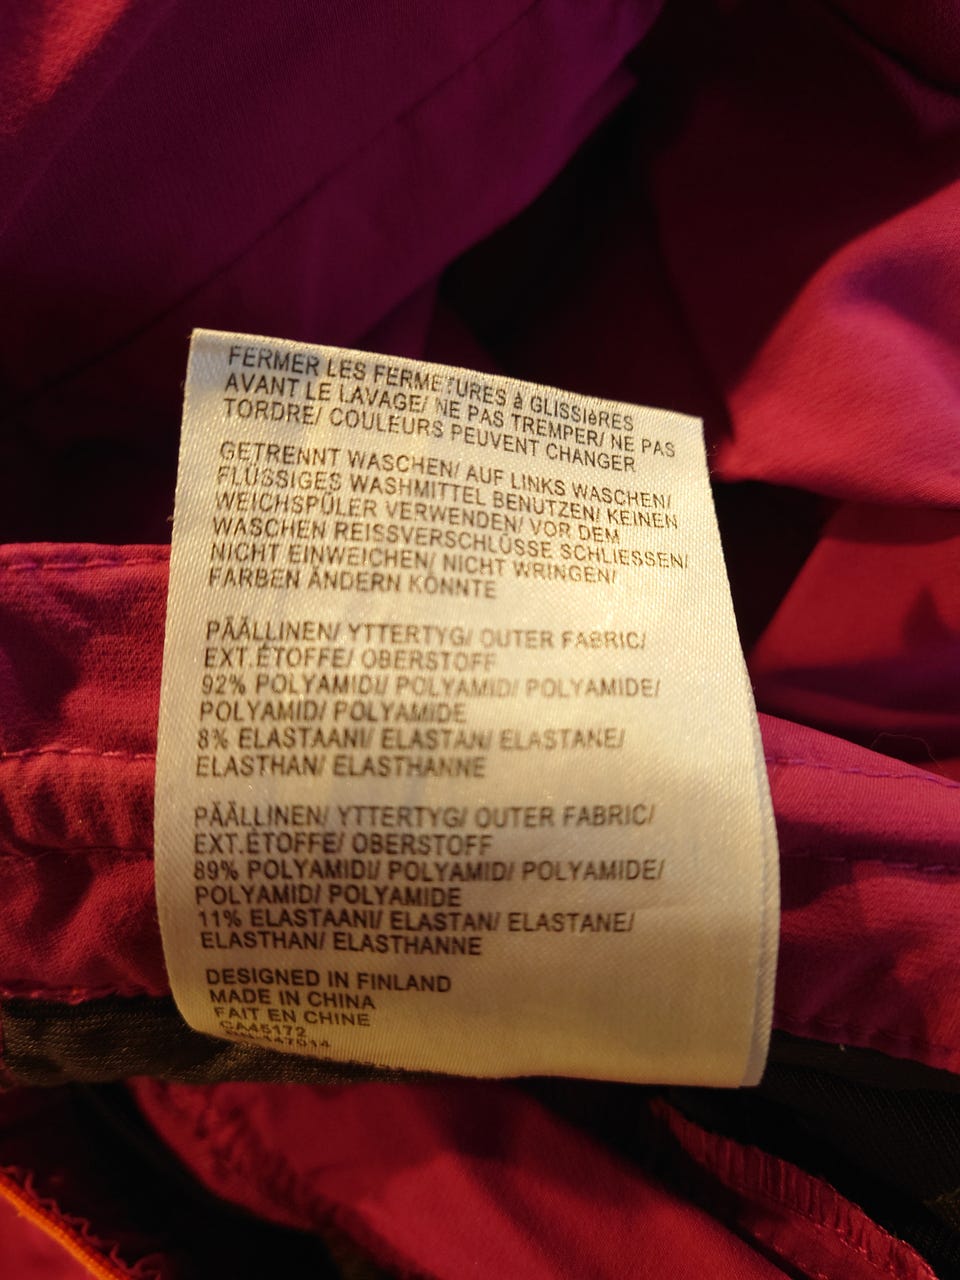 FERMER LES FERMETURES à GLISSIèRES
AVANT LE LAVAGE/ NE PAS TREMPER/ NE PAS
TORDRE/ COULEURS PEUVENT CHANGER
GETRENNT WASCHEN/ AUF LINKS WASCHEN/
FLÜSSIGES WASHMITTEL BENUTZEN/ KEINEN
WEICHSPÜLER VERWENDEN/ VOR DEM
WASCHEN REISSVERSCHLÜSSE SCHLIESSEN/
NICHT EINWEICHEN/ NICHT WRINGEN/
FARBEN ÄNDERN KÖNNTE
PÄÄLLINEN/ YTTERTYG/ OUTER FABRIC/
EXT.ÉTOFFE/ OBERSTOFF
92% POLYAMIDI/ POLYAMID/ POLYAMIDE/
POLYAMID/ POLYAMIDE
8% ELASTAANI/ ELASTAN/ ELASTANE/
ELASTHAN/ ELASTHANNE
PÄÄLLINEN/ YTTERTYG/ OUTER FABRIC/
EXT.ÉTOFFE/ OBERSTOFF
89% POLYAMIDI/ POLYAMID/ POLYAMIDE/
POLYAMID/ POLYAMIDE
11% ELASTAANI/ ELASTAN/ ELASTANE/
ELASTHAN/ ELASTHANNE
DESIGNED IN FINLAND
MADE IN CHINA
FAIT EN CHINE
CA45172